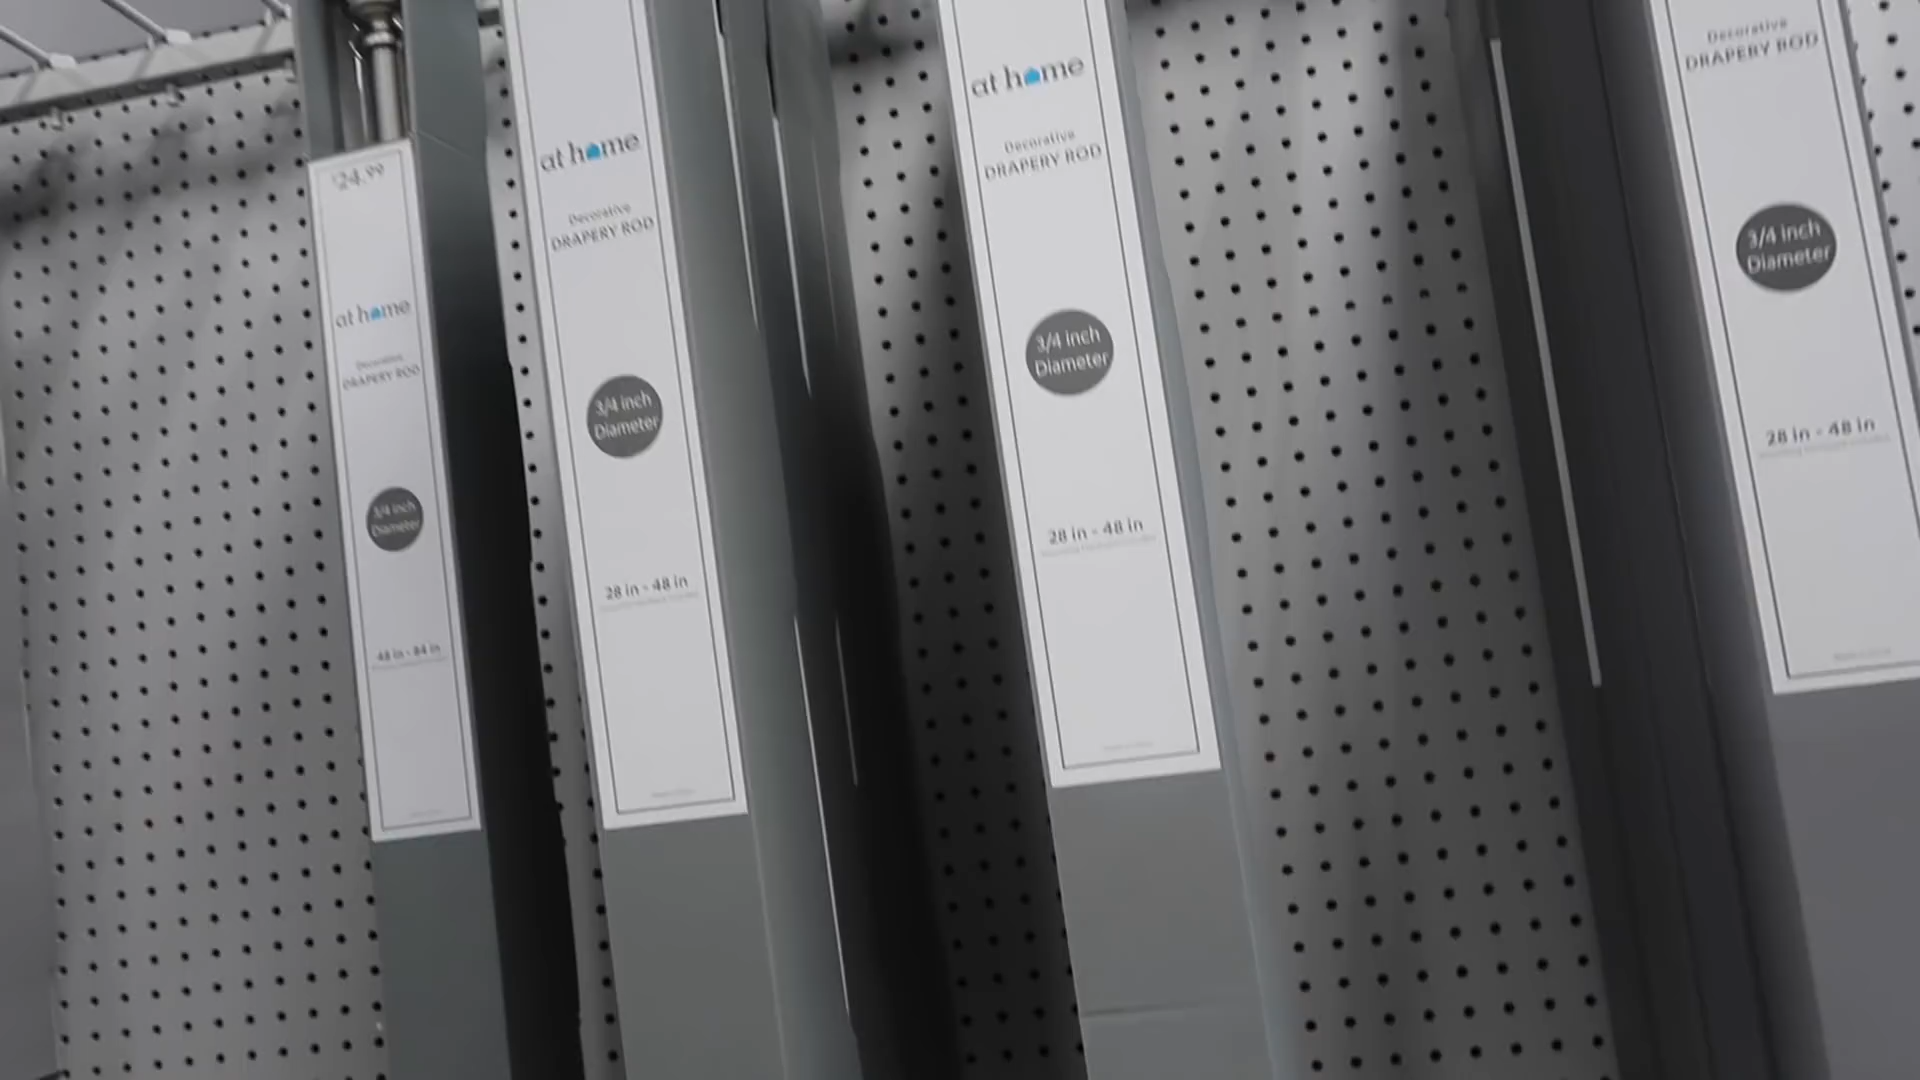 $24.99
at home
Decorative
DRAPERY ROD
3/4 inch
Diameter
48 in - 84 in
at home
Decorative
DRAPERY ROD
3/4 inch
Diameter
28 in - 48 in
at home
Decorative
DRAPERY ROD
3/4 inch
Diameter
28 in - 48 in
Decorative
DRAPERY ROD
3/4 inch
Diameter
28 in - 48 in